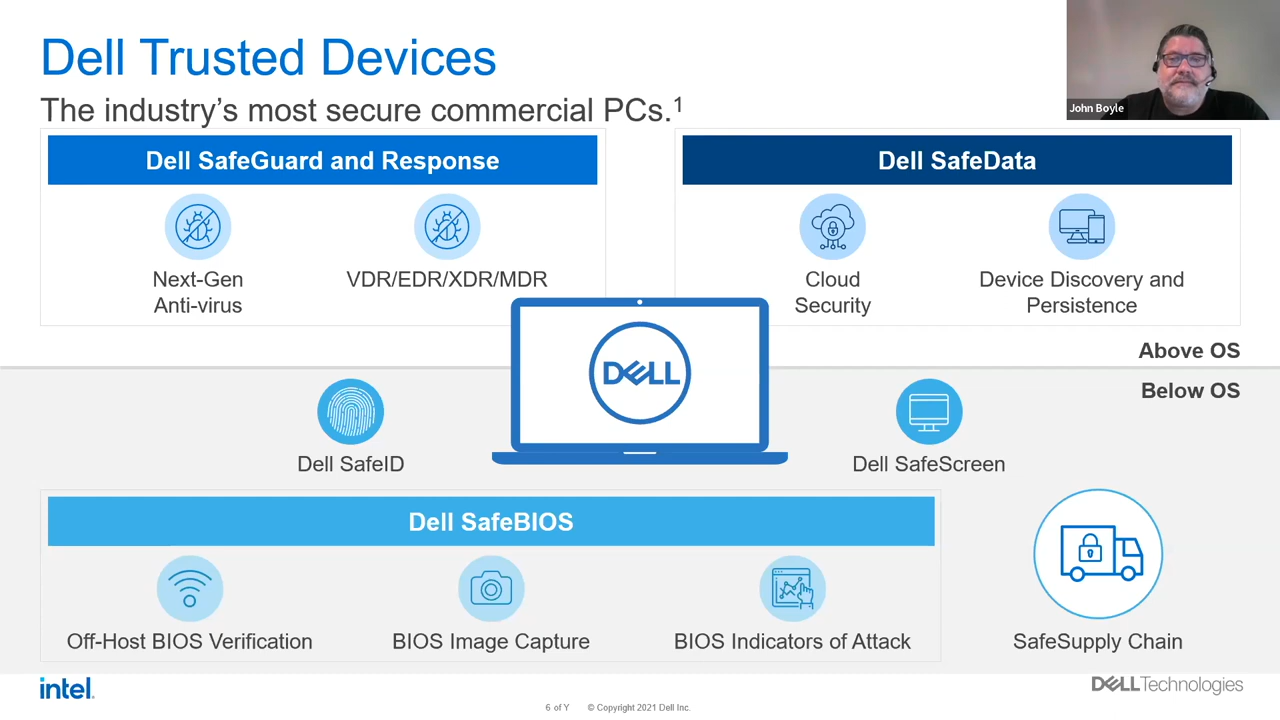 Dell Trusted Devices
The industry's most secure commercial PCs.1
John Boyle
Dell SafeGuard and Response
Dell SafeData
Next-Gen
Anti-virus
VDR/EDR/XDR/MDR
Cloud
Security
Device Discovery and
Persistence
Above OS
DELL
Below OS
Dell SafeID
Dell SafeScreen
Dell SafeBIOS
Off-Host BIOS Verification
BIOS Image Capture
BIOS Indicators of Attack
SafeSupply Chain
intel.
DELLTechnologies
6 of Y © Copyright 2021 Dell Inc.